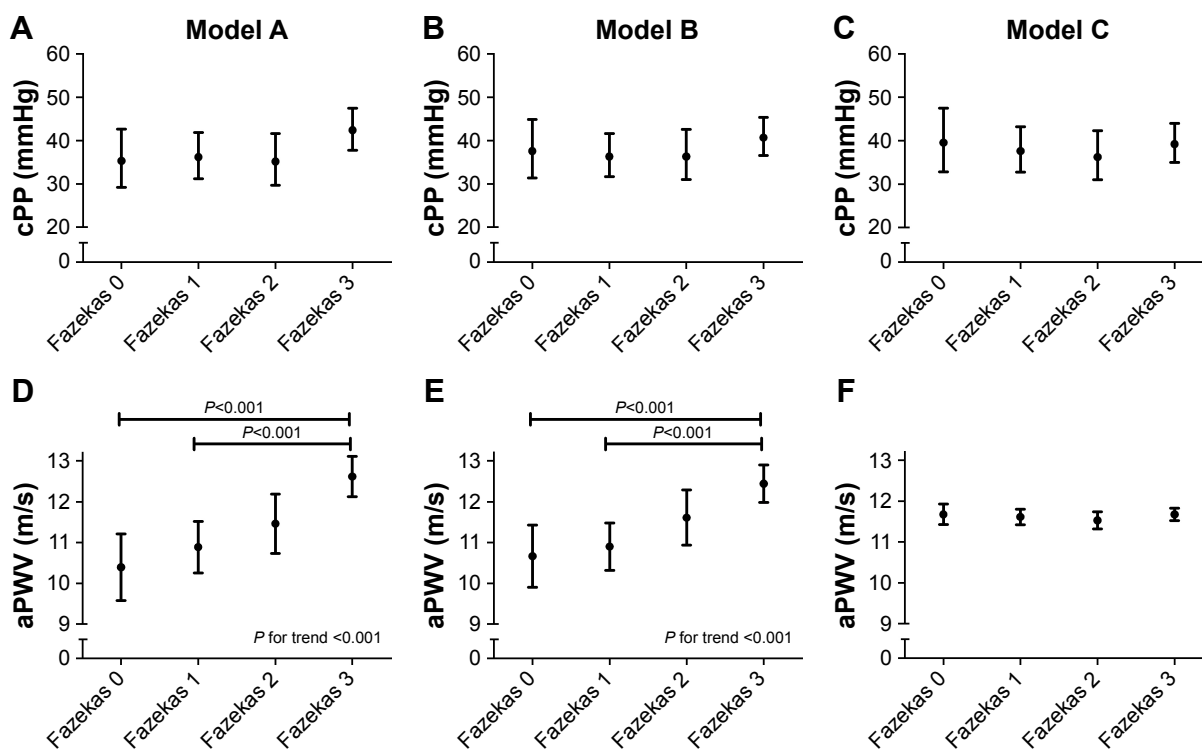 A
Model A
cPP (mmHg)
60
50
40
30
20
0
Fazekas 0
Fazekas 1
Fazekas 2
Fazekas 3
B
Model B
cPP (mmHg)
60
50
40
30
20
0
Fazekas 0
Fazekas 1
Fazekas 2
Fazekas 3
C
Model C
cPP (mmHg)
60
50
40
30
20
0
Fazekas 0
Fazekas 1
Fazekas 2
Fazekas 3
D
P<0.001
P<0.001
aPWV (m/s)
13
12
11
10
9
0
P for trend <0.001
Fazekas 0
Fazekas 1
Fazekas 2
Fazekas 3
E
P<0.001
P<0.001
aPWV (m/s)
13
12
11
10
9
0
P for trend <0.001
Fazekas 0
Fazekas 1
Fazekas 2
Fazekas 3
F
aPWV (m/s)
13
12
11
10
9
0
Fazekas 0
Fazekas 1
Fazekas 2
Fazekas 3